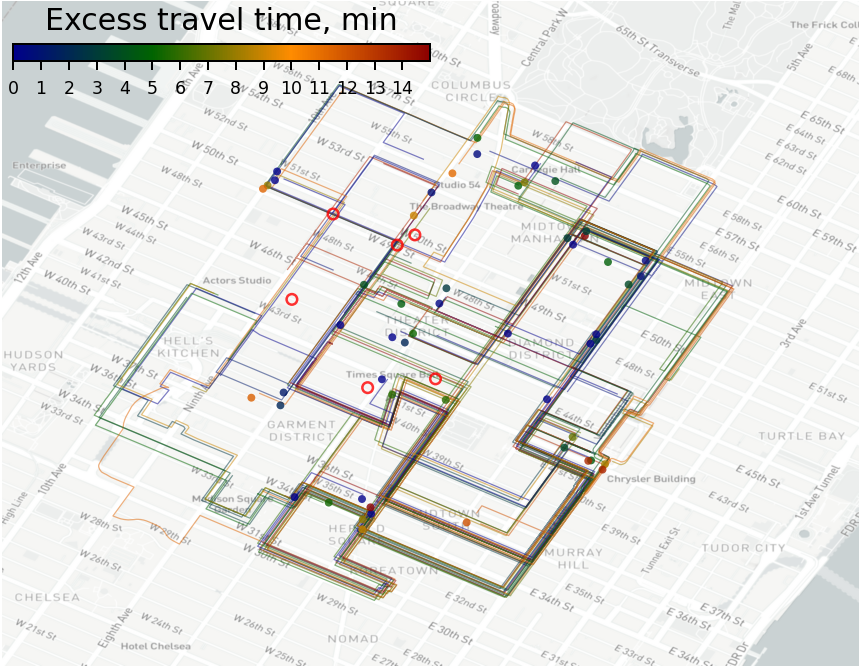 SQUARE
Excess travel time, min
0 1 2 3 4 5 6 7 8 9 10 11 12 13 14
Central Park W
65th St Transverse
The Frick Coll
5th Ave
COLUMBUS
CIRCLE
W 54th St
W 52nd St
W 50th St
W 48th St
Enterprise
W 55th St
W 53rd St
W 51st St
W 58th St
Carnegie Hall
Studio 54
The Broadway Theatre
E 65th St
E 64th St
E 63rd St
E 62nd St
E 60th St
E 59th St
E 58th St
E 57th St
E 56th St
E 55th St
W 45th St
W 43rd St
W 42nd St
W 41st St
W 40th St
12th Ave
W 48th St
W 46th St
MIDTOWN
MANHATTAN
MIDTOWN
EAST
W 51st St
W 49th St
W 48th St
Actors Studio
W 43rd St
THEATER
DISTRICT
DIAMOND
DISTRICT
E 50th St
3rd Ave
HELL'S
KITCHEN
HUDSON
YARDS
W 36th St
W 34th St
W 33rd St
Ninth Ave
E 51st St
W 40th St
E 44th St
GARMENT
DISTRICT
W 39th St
TURTLE BAY
Chrysler Building
E 45th St
E 43rd St
1st Ave Tunnel
FDR Dr
10th Ave
High Line
W 33rd St
W 34th St
W 35th St
Madison Square
Garden
W 31st St
W 30th St
W 28th St
W 29th St
W 26th St
HERALD
SQUARE
MIDTOWN
SOUTH
E 39th St
Tunnel Exit St
TUDOR CITY
MURRAY
HILL
KOREATOWN
CHELSEA
W 24th St
W 21st St
Eighth Ave
Hotel Chelsea
W 26th St
W 25th St
W 29th St
NOMAD
E 32nd St
E 30th St
E 28th St
E 27th St
E 31st St
E 33rd St
E 34th St
E 35th St
E 36th St
E 37th St
FDR Dr